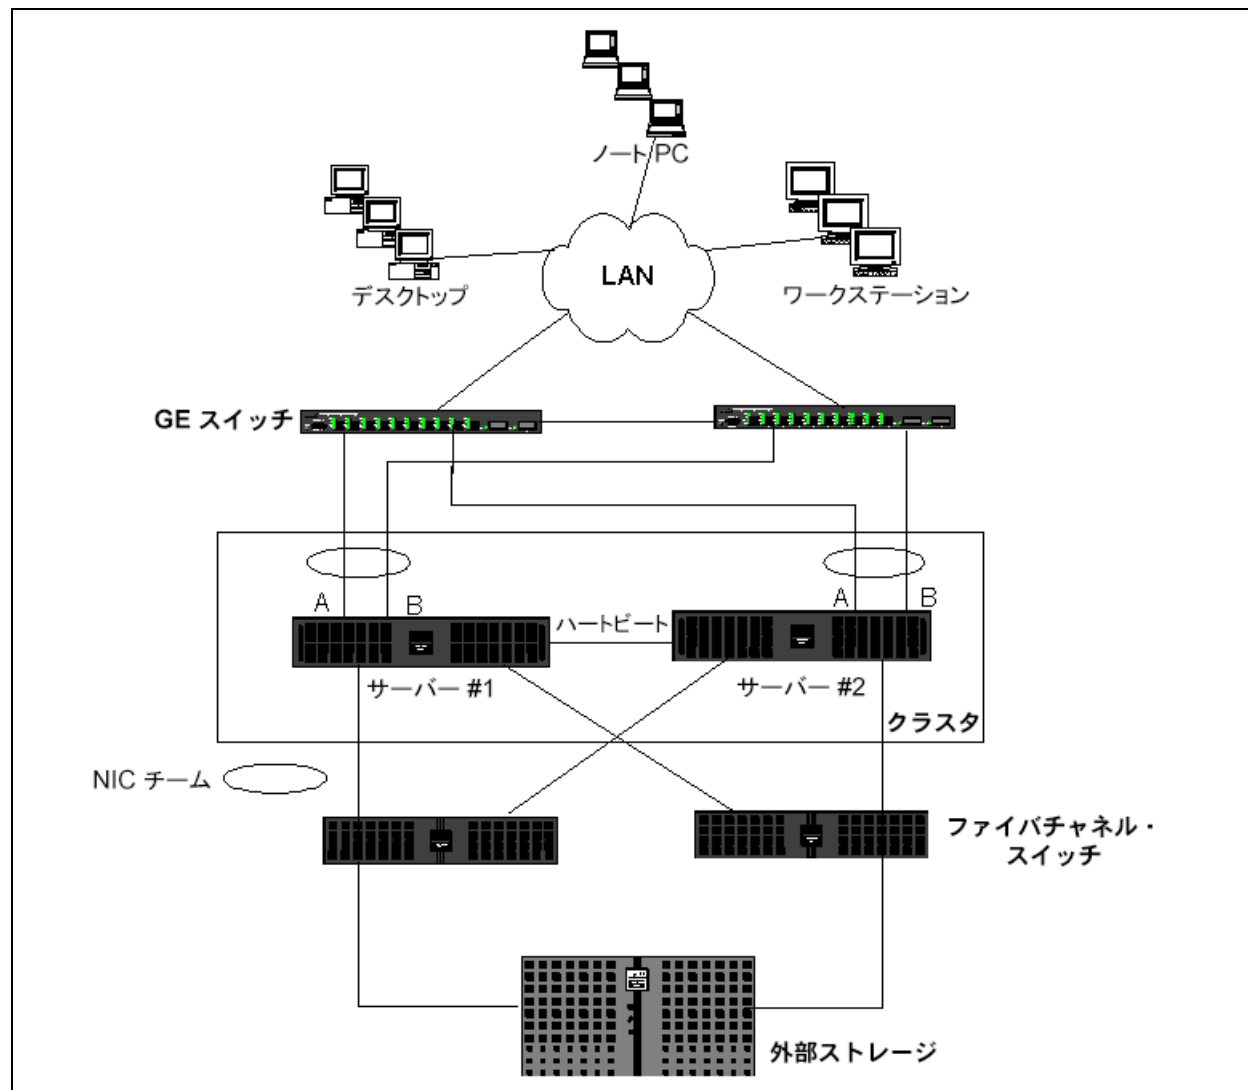 ノート PC
LAN
デスクトップ
ワークステーション
GE スイッチ
A
B
A
B
ハートビート
サーバー #1
サーバー #2
クラスタ
NIC チーム
ファイバチャネル・
スイッチ
外部ストレージ